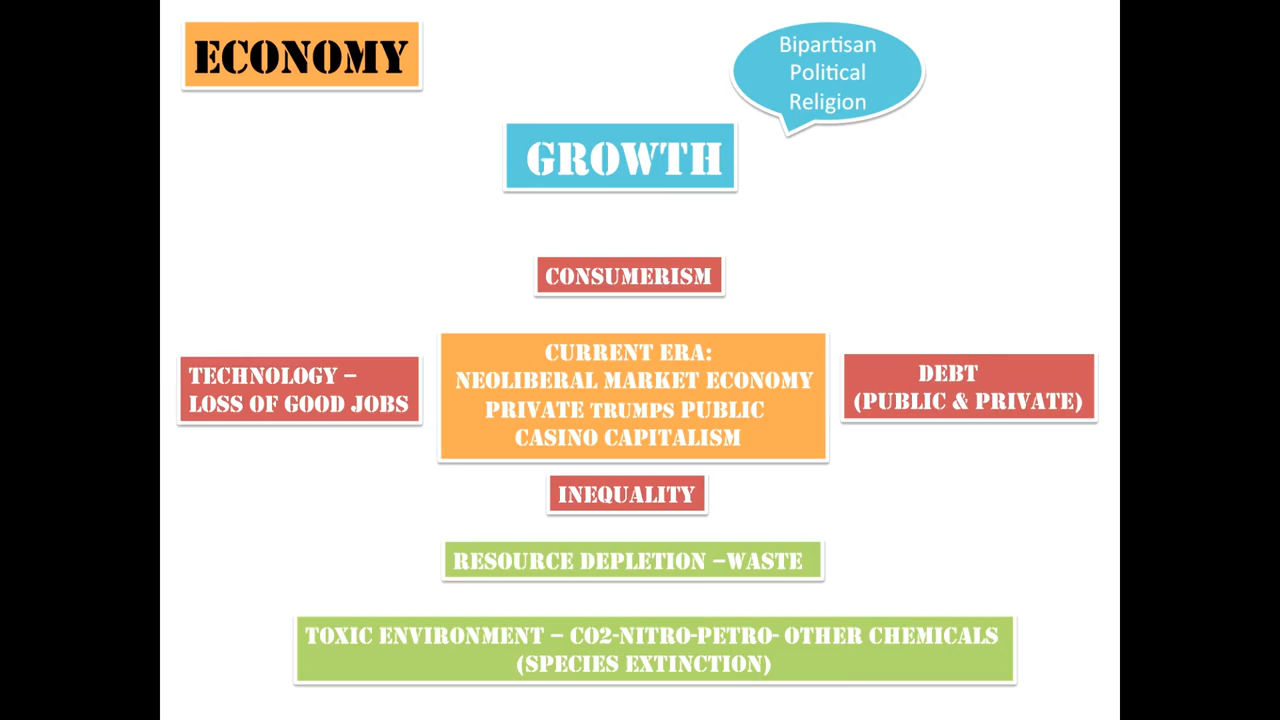 ECONOMY
Bipartisan
Political
Religion
GROWTH
CONSUMERISM
TECHNOLOGY –
LOSS OF GOOD JOBS
CURRENT ERA:
NEOLIBERAL MARKET ECONOMY
PRIVATE TRUMPS PUBLIC
CASINO CAPITALISM
DEBT
(PUBLIC & PRIVATE)
INEQUALITY
RESOURCE DEPLETION –WASTE
TOXIC ENVIRONMENT – CO2-NITRO-PETRO- OTHER CHEMICALS
(SPECIES EXTINCTION)